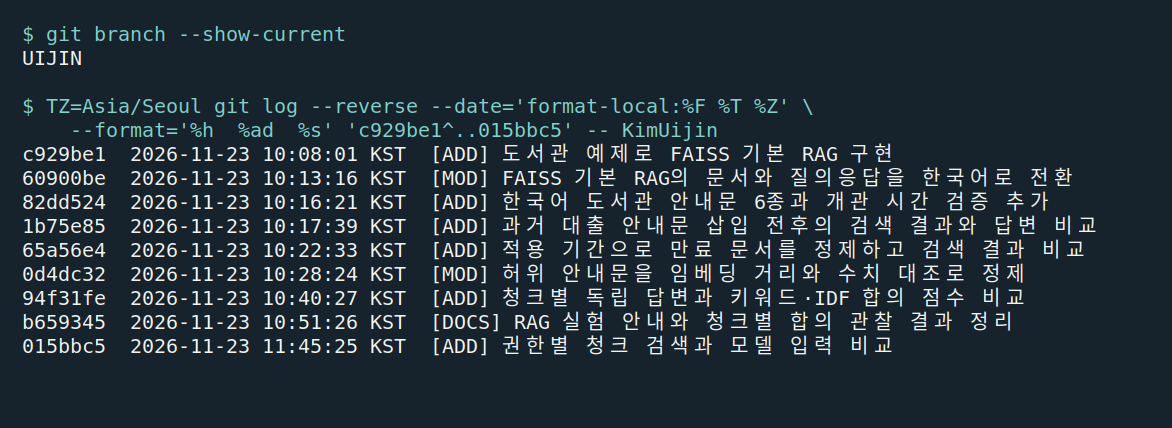 $ git branch --show-current
UIJIN
$ TZ=Asia/Seoul git log --reverse --date='format-local:%F %T %Z' \
    --format='%h  %ad  %s' 'c929be1^..015bbc5' -- KimUijin
c929be1  2026-11-23 10:08:01 KST  [ADD] 도서관 예제로 FAISS 기본 RAG 구현
60900be  2026-11-23 10:13:16 KST  [MOD] FAISS 기본 RAG의 문서와 질의응답을 한국어로 전환
82dd524  2026-11-23 10:16:21 KST  [ADD] 한국어 도서관 안내문 6종과 개관 시간 검증 추가
1b75e85  2026-11-23 10:17:39 KST  [ADD] 과거 대출 안내문 삽입 전후의 검색 결과와 답변 비교
65a56e4  2026-11-23 10:22:33 KST  [ADD] 적용 기간으로 만료 문서를 정제하고 검색 결과 비교
0d4dc32  2026-11-23 10:28:24 KST  [MOD] 허위 안내문을 임베딩 거리와 수치 대조로 정제
94f31fe  2026-11-23 10:40:27 KST  [ADD] 청크별 독립 답변과 키워드·IDF 합의 점수 비교
b659345  2026-11-23 10:51:26 KST  [DOCS] RAG 실험 안내와 청크별 합의 관찰 결과 정리
015bbc5  2026-11-23 11:45:25 KST  [ADD] 권한별 청크 검색과 모델 입력 비교